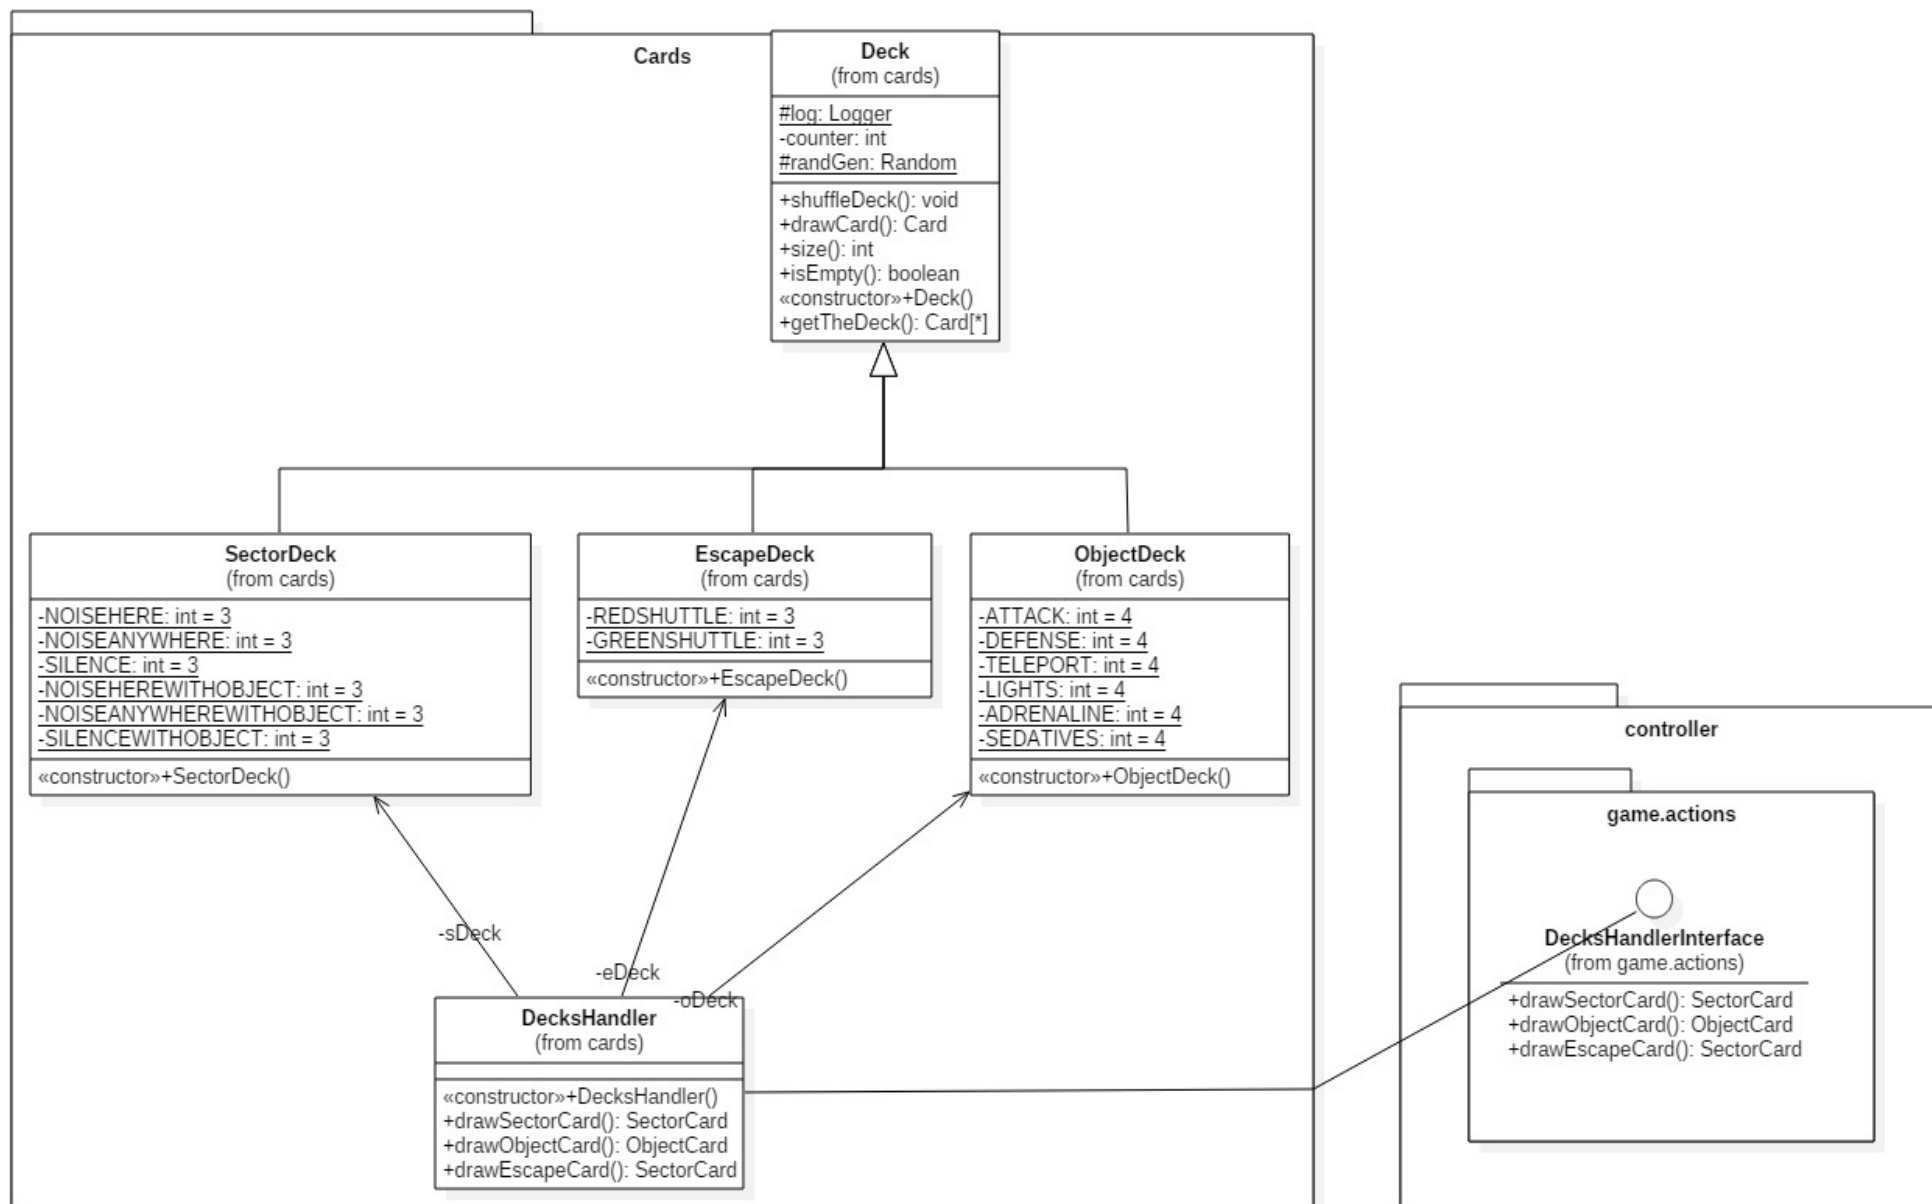 Cards
Deck
(from cards)
#log: Logger
-counter: int
#randGen: Random
+shuffleDeck(): void
+drawCard(): Card
+size(): int
+isEmpty(): boolean
«constructor»+Deck()
+getTheDeck(): Card[*]
SectorDeck
(from cards)
-NOISEHERE: int = 3
-NOISEANYWHERE: int = 3
-SILENCE: int = 3
-NOISEHEREWITHOBJECT: int = 3
-NOISEANYWHEREWITHOBJECT: int = 3
-SILENCEWITHOBJECT: int = 3
«constructor»+SectorDeck()
EscapeDeck
(from cards)
-REDSHUTTLE: int = 3
-GREENSHUTTLE: int = 3
«constructor»+EscapeDeck()
ObjectDeck
(from cards)
-ATTACK: int = 4
-DEFENSE: int = 4
-TELEPORT: int = 4
-LIGHTS: int = 4
-ADRENALINE: int = 4
-SEDATIVES: int = 4
«constructor»+ObjectDeck()
-sDeck
-eDeck
-oDeck
DecksHandler
(from cards)
«constructor»+DecksHandler()
+drawSectorCard(): SectorCard
+drawObjectCard(): ObjectCard
+drawEscapeCard(): SectorCard
controller
game.actions
DecksHandlerInterface
(from game.actions)
+drawSectorCard(): SectorCard
+drawObjectCard(): ObjectCard
+drawEscapeCard(): SectorCard